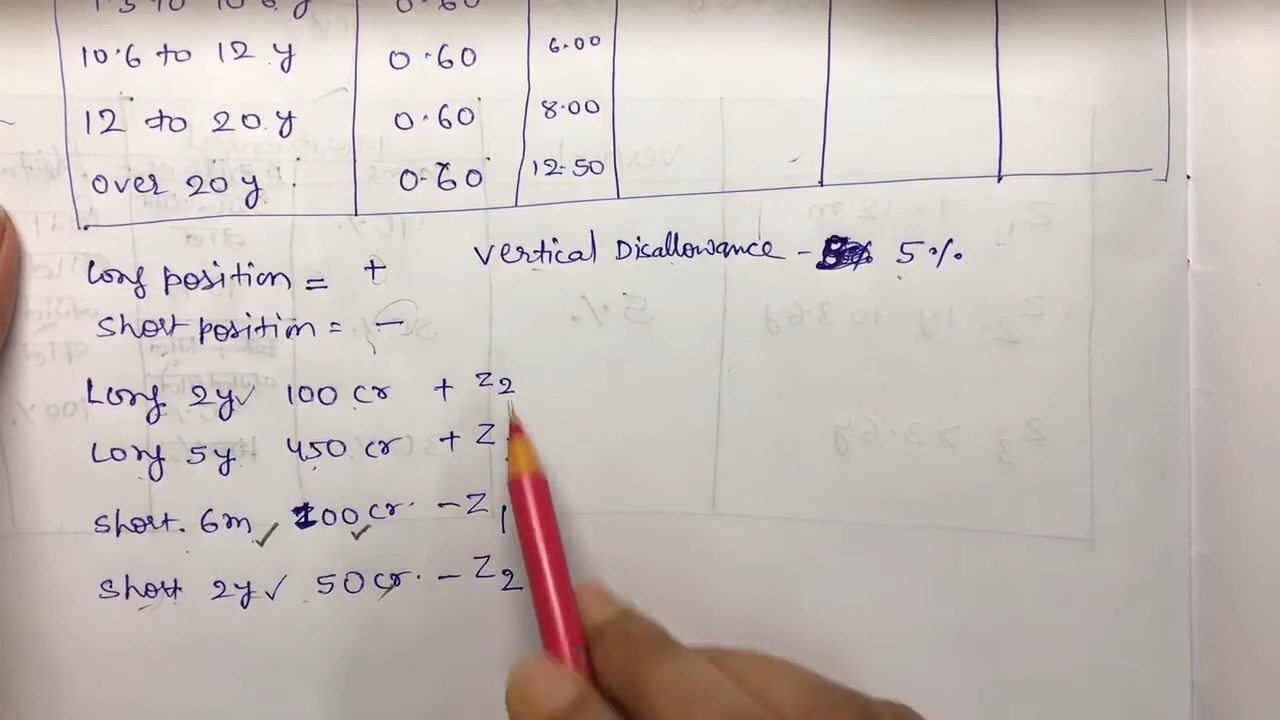 10.6 to 12 y 0.60 6.00
12 to 20 y 0.60 8.00
over 20 y 0.60 12.50
Vertical Disallowance - 5%
Long position = +
Short position = -
Long 2y 100 cr + Z2
Long 5y 450 cr + Z
Short. 6m 100 cr. - Z1
Short 2y 50 cr. - Z2